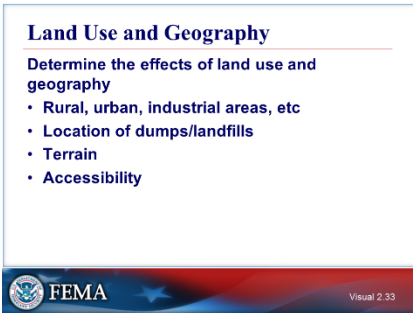 Land Use and Geography
Determine the effects of land use and
geography
• Rural, urban, industrial areas, etc
• Location of dumps/landfills
• Terrain
• Accessibility
FEMA
Visual 2.33